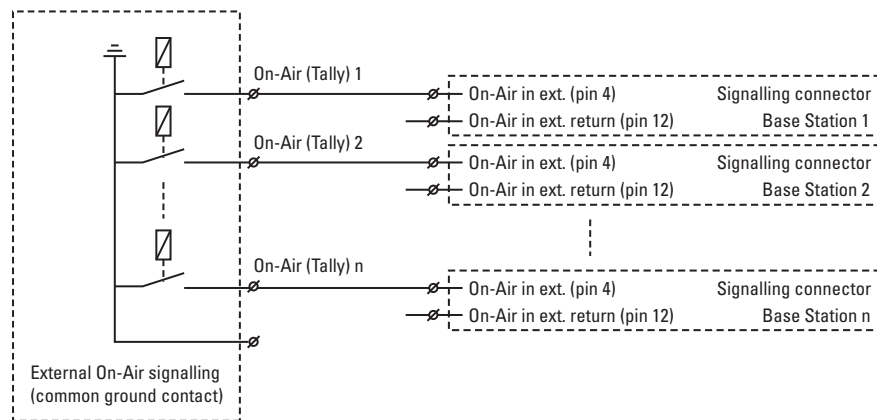 On-Air (Tally) 1
On-Air in ext. (pin 4) Signalling connector
On-Air in ext. return (pin 12) Base Station 1
On-Air (Tally) 2
On-Air in ext. (pin 4) Signalling connector
On-Air in ext. return (pin 12) Base Station 2
On-Air (Tally) n
On-Air in ext. (pin 4) Signalling connector
On-Air in ext. return (pin 12) Base Station n
External On-Air signalling
(common ground contact)